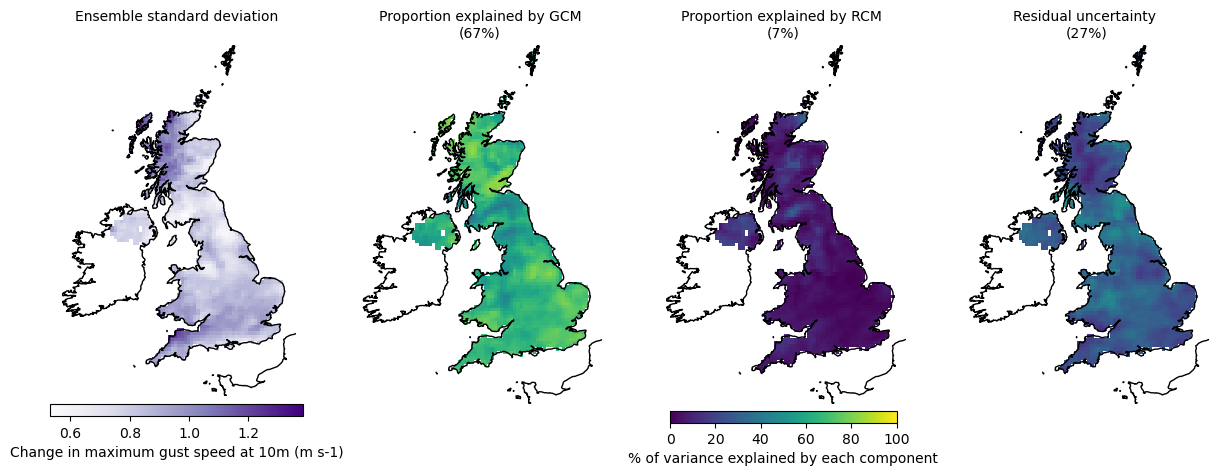 Ensemble standard deviation
Proportion explained by GCM
(67%)
Proportion explained by RCM
(7%)
Residual uncertainty
(27%)
0.6 0.8 1.0 1.2
Change in maximum gust speed at 10m (m s-1)
0 20 40 60 80 100
% of variance explained by each component